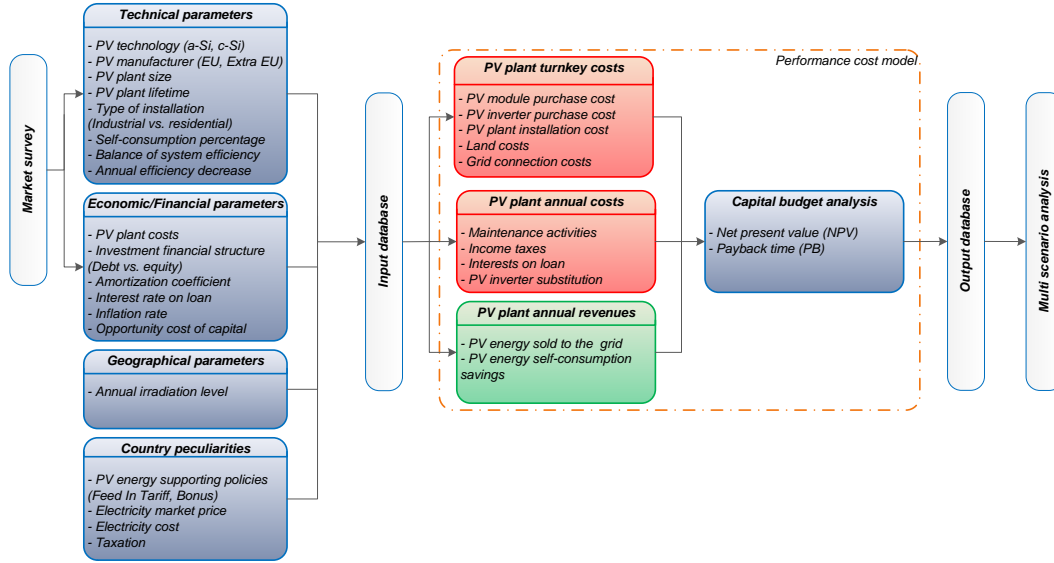 Market survey
Technical parameters
- PV technology (a-Si, c-Si)
- PV manufacturer (EU, Extra EU)
- PV plant size
- PV plant lifetime
- Type of installation
(Industrial vs. residential)
- Self-consumption percentage
- Balance of system efficiency
- Annual efficiency decrease
Economic/Financial parameters
- PV plant costs
- Investment financial structure
(Debt vs. equity)
- Amortization coefficient
- Interest rate on loan
- Inflation rate
- Opportunity cost of capital
Geographical parameters
- Annual irradiation level
Country peculiarities
- PV energy supporting policies
(Feed In Tariff, Bonus)
- Electricity market price
- Electricity cost
- Taxation
Input database
Performance cost model
PV plant turnkey costs
- PV module purchase cost
- PV inverter purchase cost
- PV plant installation cost
- Land costs
- Grid connection costs
PV plant annual costs
- Maintenance activities
- Income taxes
- Interests on loan
- PV inverter substitution
PV plant annual revenues
- PV energy sold to the grid
- PV energy self-consumption
savings
Capital budget analysis
- Net present value (NPV)
- Payback time (PB)
Output database
Multi scenario analysis